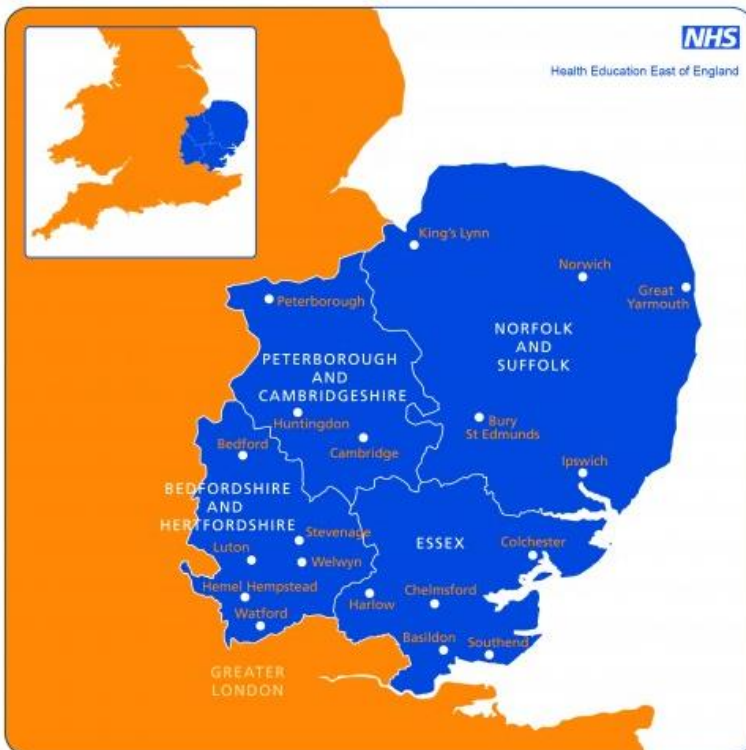 NHS
Health Education East of England
King's Lynn
Norwich
Great
Yarmouth
Peterborough
NORFOLK
AND
SUFFOLK
PETERBOROUGH
AND
CAMBRIDGESHIRE
Huntingdon
Bury
St Edmunds
Cambridge
Bedford
Ipswich
BEDFORDSHIRE
AND
HERTFORDSHIRE
Stevenage
ESSEX
Colchester
Luton
Welwyn
Hemel Hempstead
Harlow
Chelmsford
Watford
Basildon
Southend
GREATER
LONDON